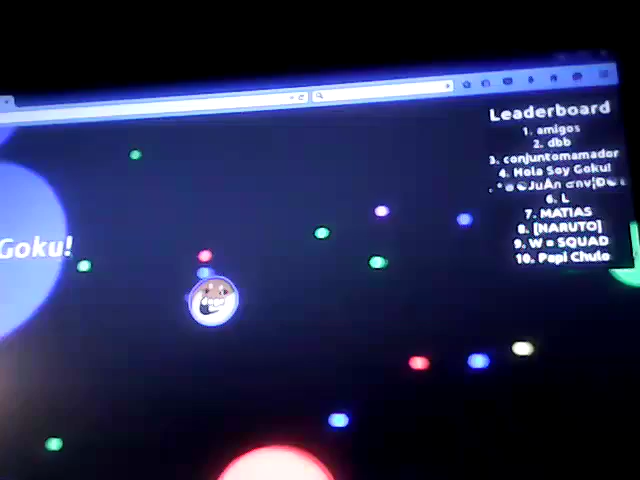 Leaderboard
1. amigos
2. dbb
3. conjuntomamador
4. Hola Soy Goku!
6. L
7. MATIAS
8. [NARUTO]
9. W = SQUAD
10. Papi Chulo
Goku!
doge